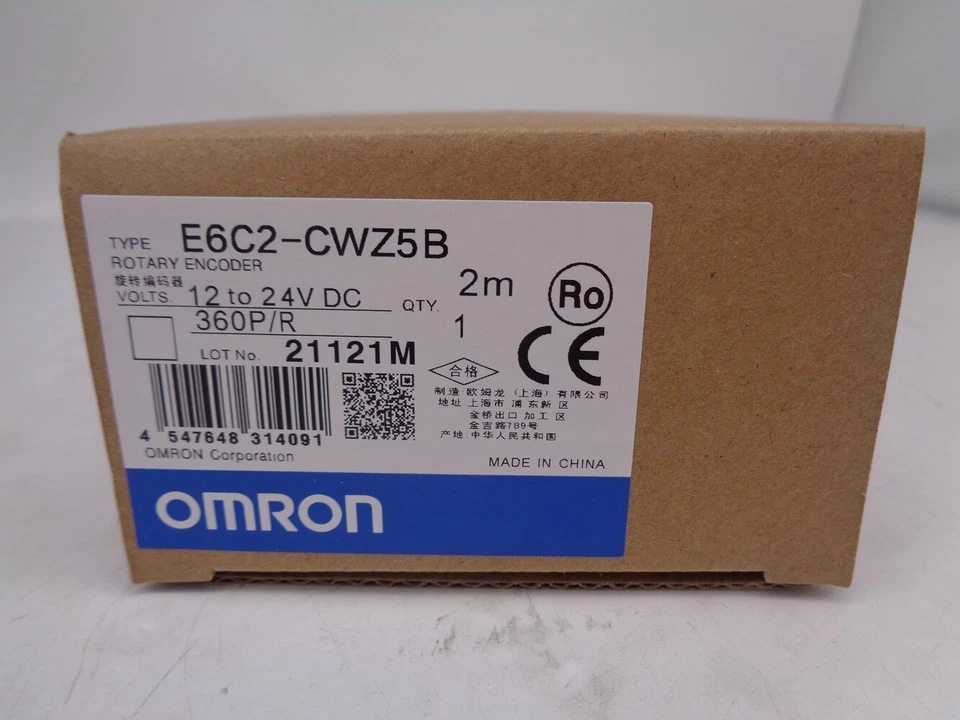 TYPE E6C2-CWZ5B
ROTARY ENCODER
旋转编码器
VOLTS. 12 to 24V DC
360P/R
QTY. 2m
1
Ro
CE
LOT No. 21121M
合格
制造 欧姆龙（上海）有限公司
地址 上海市 浦东新区
金桥出口加工区
金吉路789号
产地 中华人民共和国
4 547648 314091
OMRON Corporation
MADE IN CHINA
OMRON